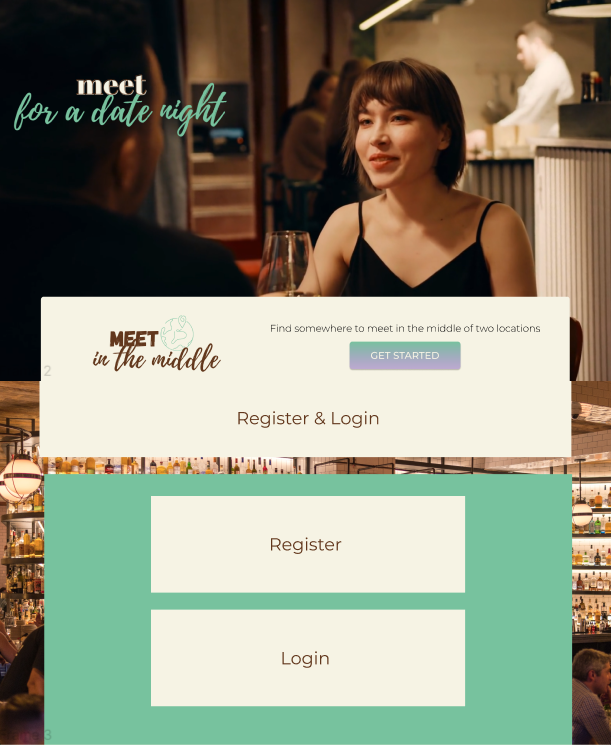 meet
for a date night
MEET
in the middle
Find somewhere to meet in the middle of two locations
GET STARTED
2
Register & Login
Register
Login
3